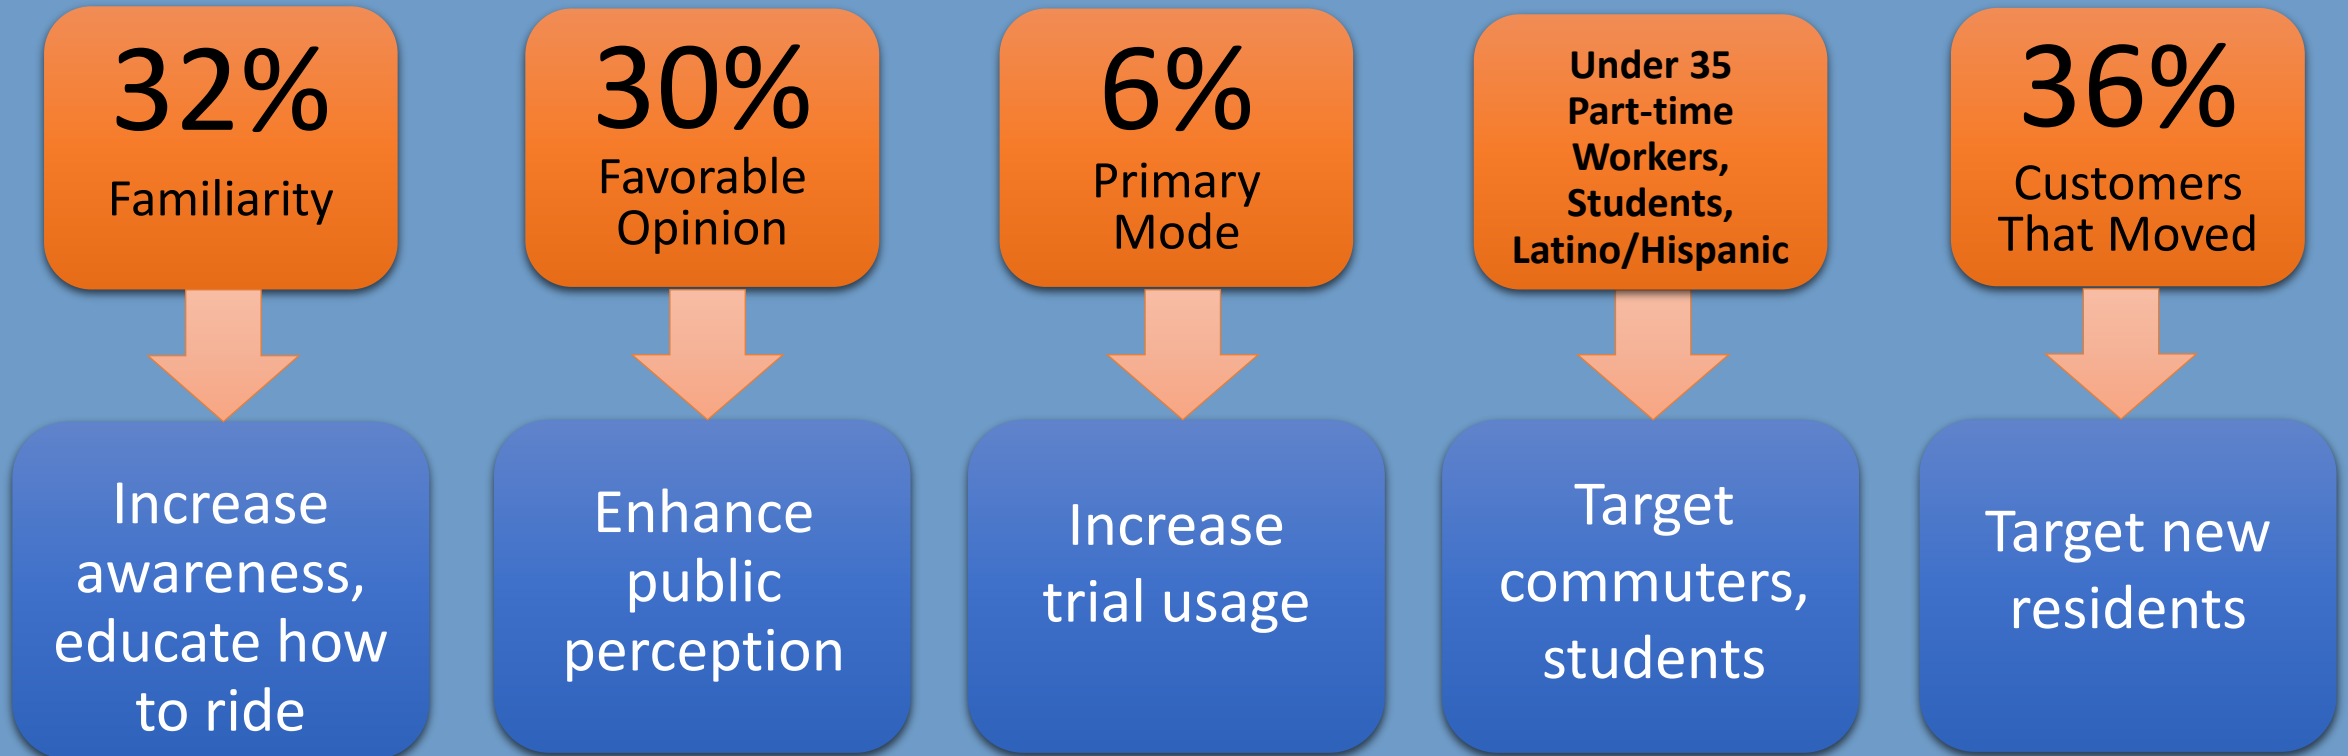 32%
Familiarity
30%
Favorable
Opinion
6%
Primary
Mode
Under 35
Part-time
Workers,
Students,
Latino/Hispanic
36%
Customers
That Moved
Increase
awareness,
educate how
to ride
Enhance
public
perception
Increase
trial usage
Target
commuters,
students
Target new
residents